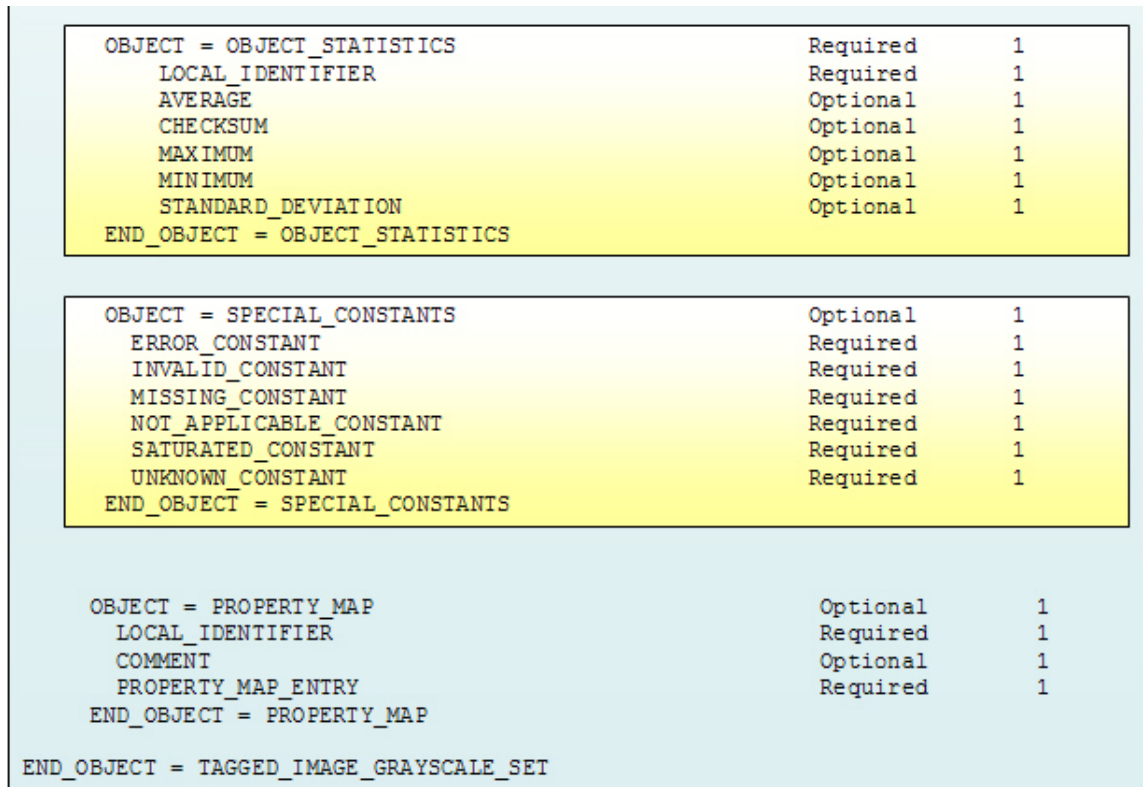 OBJECT = OBJECT_STATISTICS Required 1
LOCAL_IDENTIFIER Required 1
AVERAGE Optional 1
CHECKSUM Optional 1
MAXIMUM Optional 1
MINIMUM Optional 1
STANDARD_DEVIATION Optional 1
END_OBJECT = OBJECT_STATISTICS
OBJECT = SPECIAL_CONSTANTS Optional 1
ERROR_CONSTANT Required 1
INVALID_CONSTANT Required 1
MISSING_CONSTANT Required 1
NOT_APPLICABLE_CONSTANT Required 1
SATURATED_CONSTANT Required 1
UNKNOWN_CONSTANT Required 1
END_OBJECT = SPECIAL_CONSTANTS
OBJECT = PROPERTY_MAP Optional 1
LOCAL_IDENTIFIER Required 1
COMMENT Optional 1
PROPERTY_MAP_ENTRY Required 1
END_OBJECT = PROPERTY_MAP
END_OBJECT = TAGGED_IMAGE_GRAYSCALE_SET